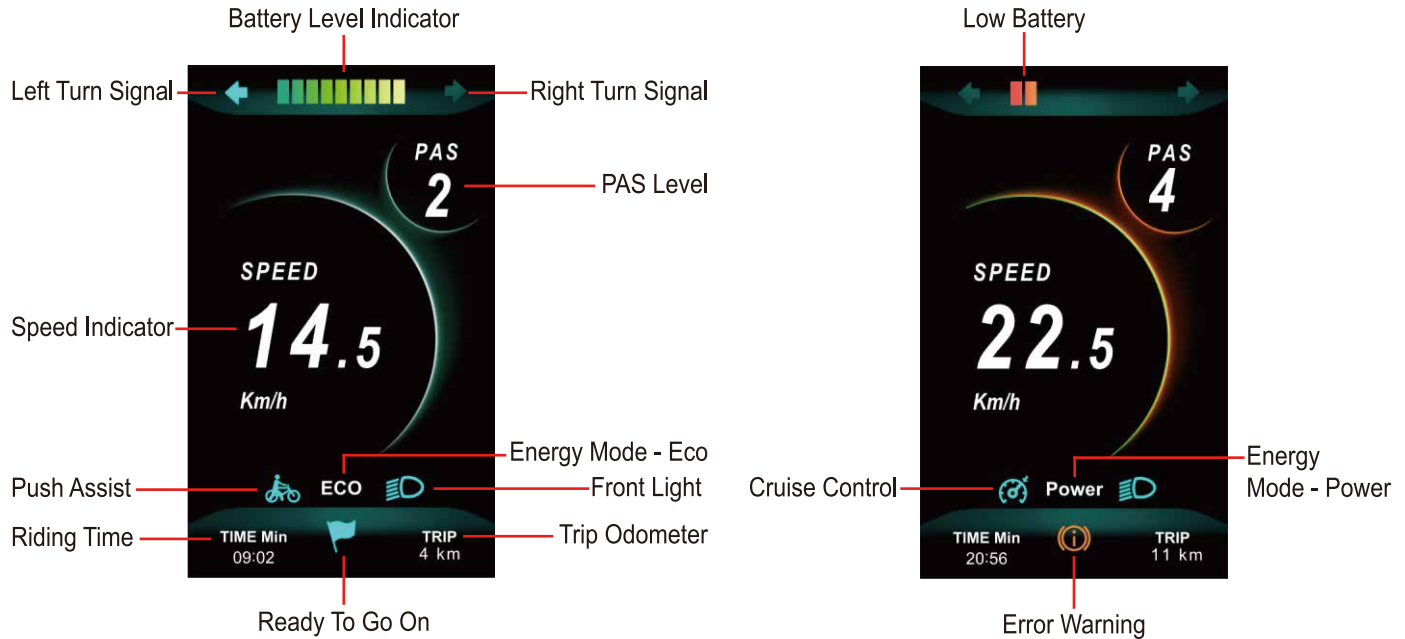 Battery Level Indicator
Left Turn Signal
Right Turn Signal
PAS
2
PAS Level
SPEED
Speed Indicator
14.5
Km/h
Energy Mode - Eco
Push Assist
ECO
Front Light
Riding Time
TIME Min
09:02
TRIP
4 km
Trip Odometer
Ready To Go On
Low Battery
PAS
4
SPEED
22.5
Km/h
Energy
Mode - Power
Cruise Control
Power
TIME Min
20:56
TRIP
11 km
Error Warning